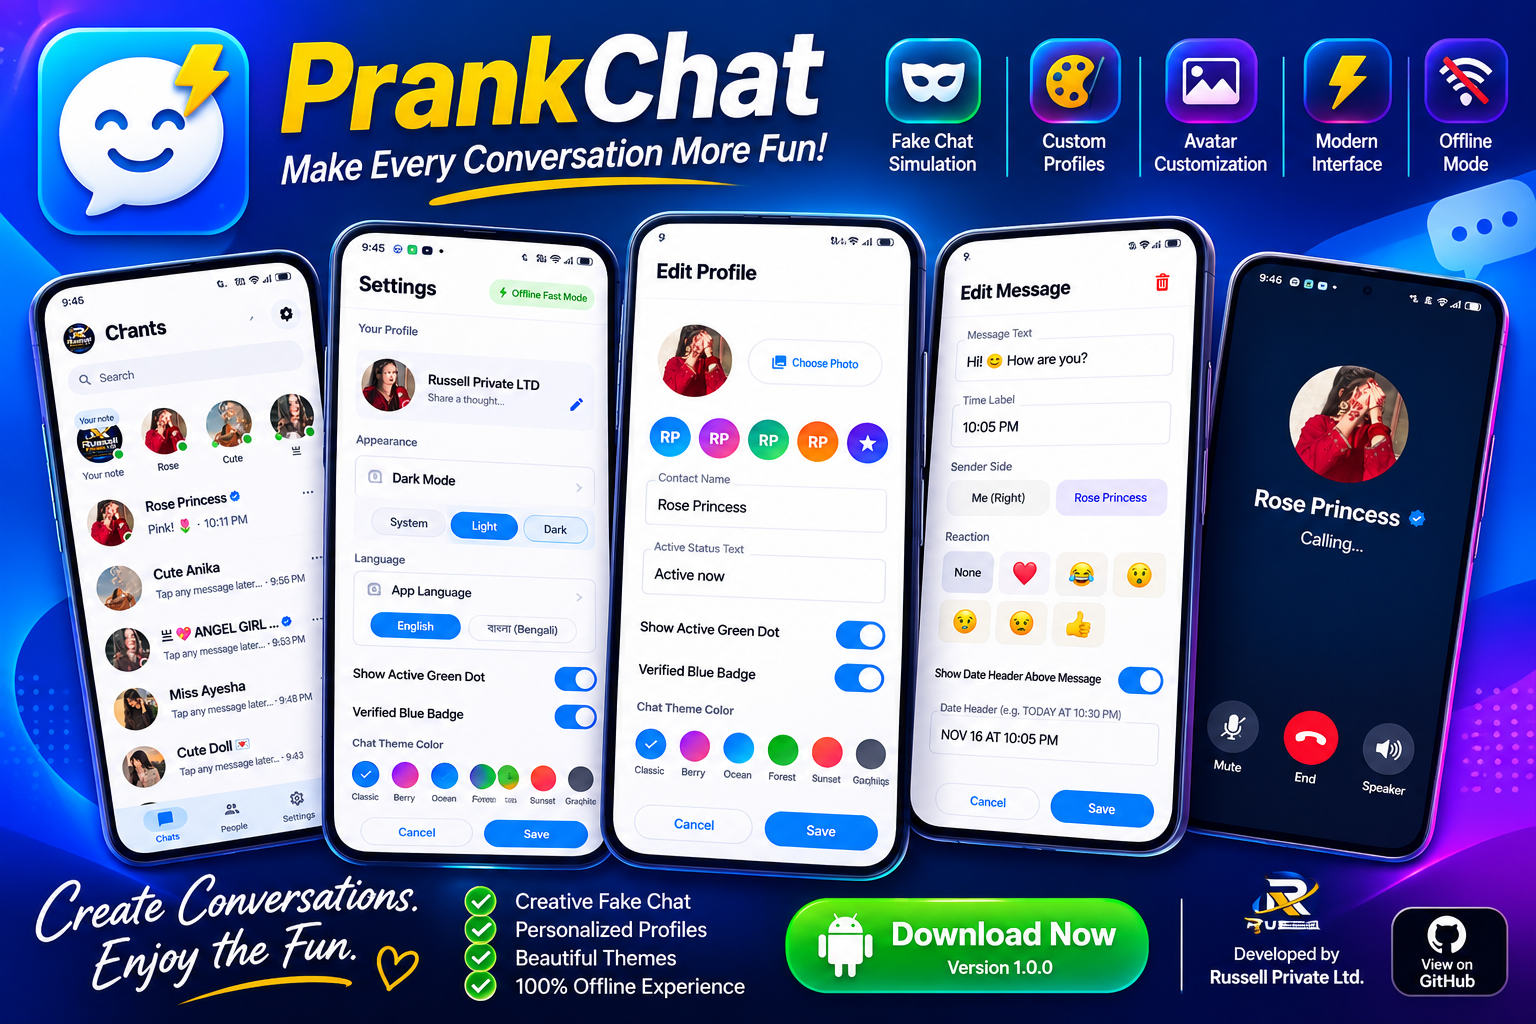 PrankChat
Make Every Conversation More Fun!
Fake Chat
Simulation
Custom
Profiles
Avatar
Customization
Modern
Interface
Offline
Mode
9:46
Crants
Search
Your note
Your note
Rose
Cute
Rose Princess
Pink! 🌷 · 10:11 PM
Cute Anika
Tap any message later... · 9:56 PM
💖 ANGEL GIRL ...
Tap any message later... · 9:53 PM
Miss Ayesha
Tap any message later... · 9:48 PM
Cute Doll 💌
Tap any message later... · 9:43
Chats
People
Settings
9:45
Settings
Offline Fast Mode
Your Profile
Russell Private LTD
Share a thought...
Appearance
Dark Mode
System
Light
Dark
Language
App Language
English
বাংলা (Bengali)
Show Active Green Dot
Verified Blue Badge
Chat Theme Color
Classic
Berry
Ocean
Sunset
Graphite
Cancel
Save
9
Edit Profile
Choose Photo
RP
RP
RP
RP
Contact Name
Rose Princess
Active Status Text
Active now
Show Active Green Dot
Verified Blue Badge
Chat Theme Color
Classic
Berry
Ocean
Forest
Sunset
Cancel
Save
9.
Edit Message
Message Text
Hi! 😊 How are you?
Time Label
10:05 PM
Sender Side
Me (Right)
Rose Princess
Reaction
None
Show Date Header Above Message
Date Header (e.g. TODAY AT 10:30 PM)
NOV 16 AT 10:05 PM
Cancel
Save
9:46
Rose Princess
Calling...
Mute
End
Speaker
Create Conversations.
Enjoy the Fun.
Creative Fake Chat
Personalized Profiles
Beautiful Themes
100% Offline Experience
Download Now
Version 1.0.0
Developed by
Russell Private Ltd.
View on
GitHub